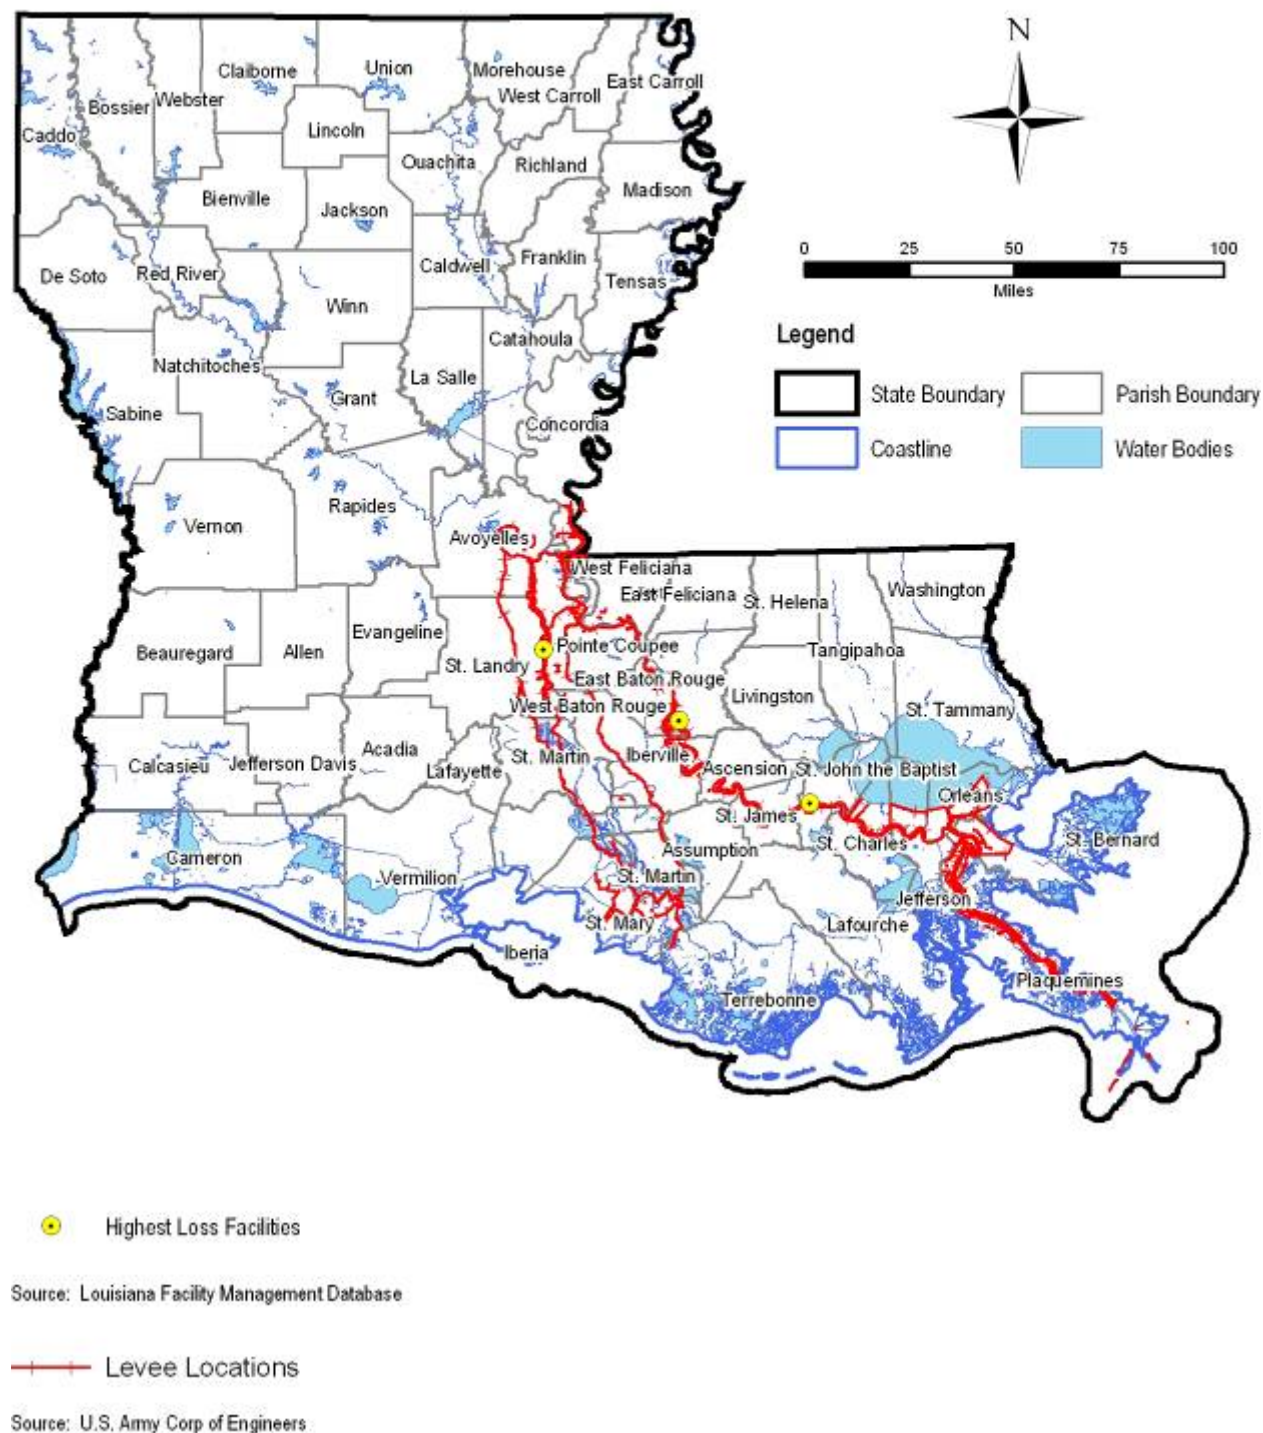 N
Claiborne
Union
Morehouse
East Carroll
West Carroll
Webster
Bossier
Caddo
Lincoln
Ouachita
Richland
Madison
Bienville
Jackson
0 25 50 75 100
Miles
De Soto
Red River
Caldwell
Franklin
Tensas
Winn
Legend
Catahoula
Natchitoches
La Salle
Grant
State Boundary
Parish Boundary
Sabine
Concordia
Coastline
Water Bodies
Rapides
Vernon
Avoyelles
West Feliciana
East Feliciana
St. Helena
Washington
Evangeline
Beauregard
Allen
Pointe Coupee
Tangipahoa
St. Landry
East Baton Rouge
Livingston
West Baton Rouge
St. Tammany
Acadia
St. Martin
Iberville
Calcasieu
Jefferson Davis
Lafayette
Ascension
St. John the Baptist
Orleans
St. James
St. Charles
St. Bernard
Assumption
Cameron
Vermilion
St. Martin
Jefferson
St. Mary
Lafourche
Iberia
Plaquemines
Terrebonne
Highest Loss Facilities
Source: Louisiana Facility Management Database
Levee Locations
Source: U.S. Army Corp of Engineers